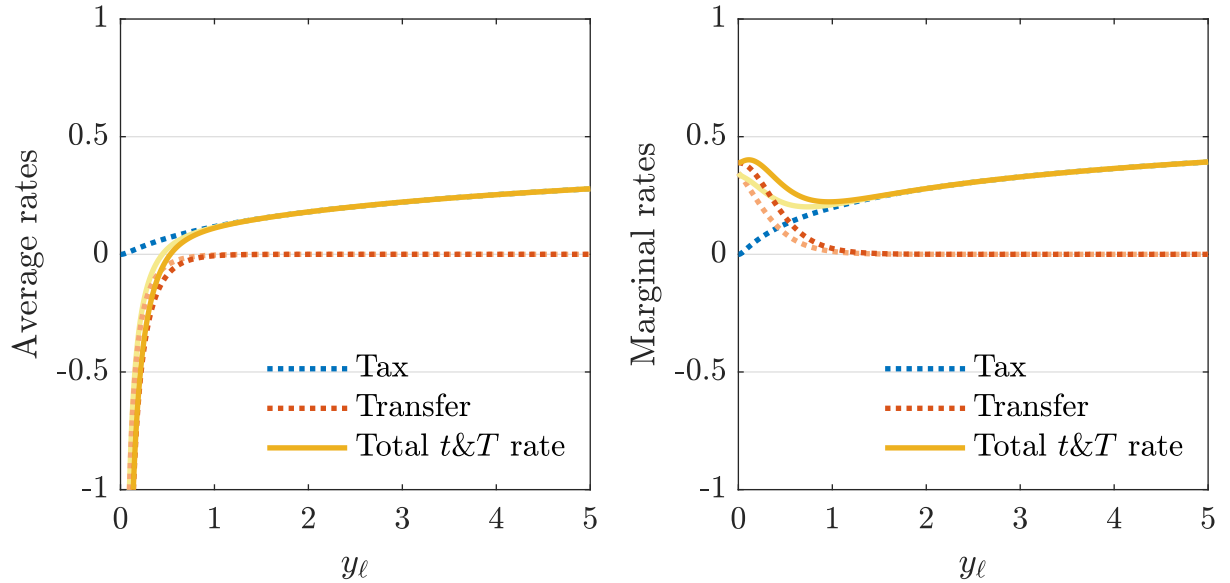 1
0.5
0
-0.5
-1
Average rates
Tax
Transfer
Total t&T rate
0 1 2 3 4 5
yℓ
1
0.5
0
-0.5
-1
Marginal rates
Tax
Transfer
Total t&T rate
0 1 2 3 4 5
yℓ